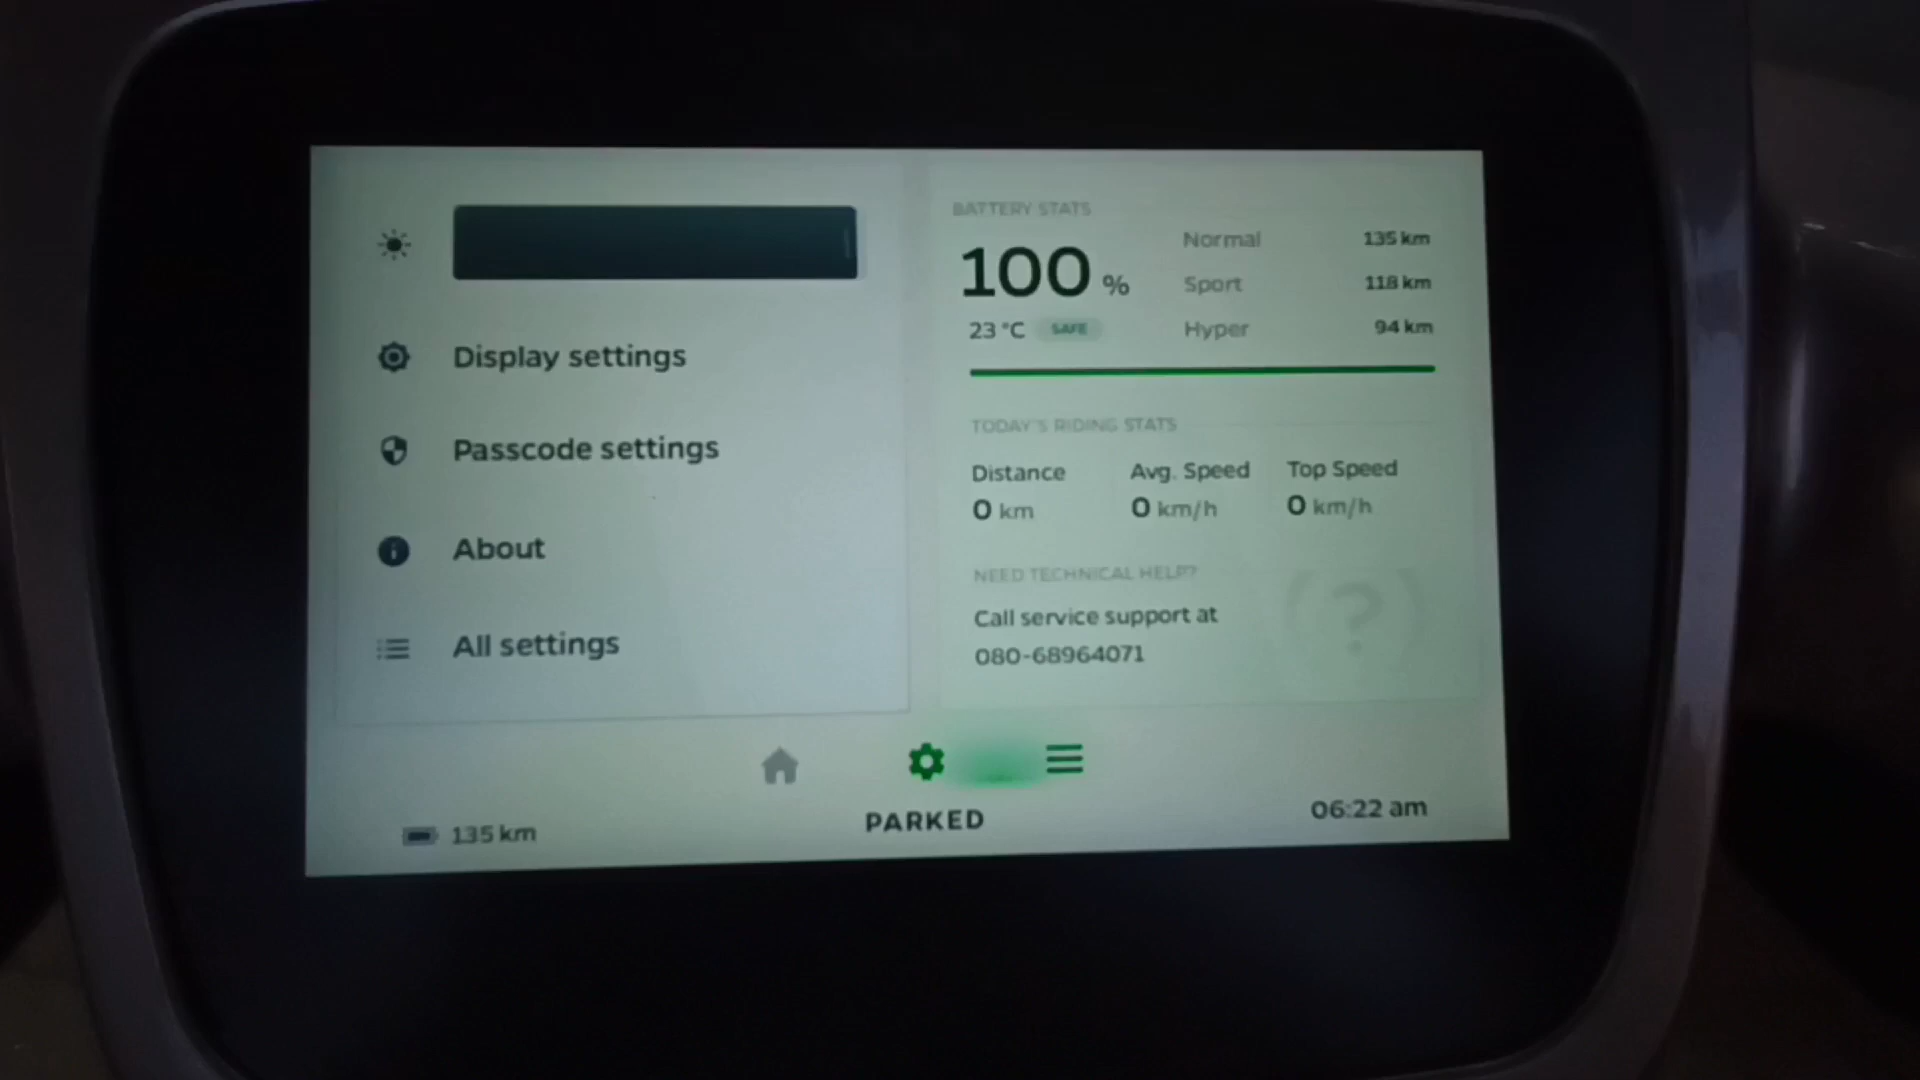 Display settings
Passcode settings
About
All settings
BATTERY STATS
100 %
23 °C SAFE
Normal 135 km
Sport 118 km
Hyper 94 km
TODAY'S RIDING STATS
Distance Avg. Speed Top Speed
0 km 0 km/h 0 km/h
NEED TECHNICAL HELP?
Call service support at
080-68964071
(?)
135 km
PARKED
06:22 am